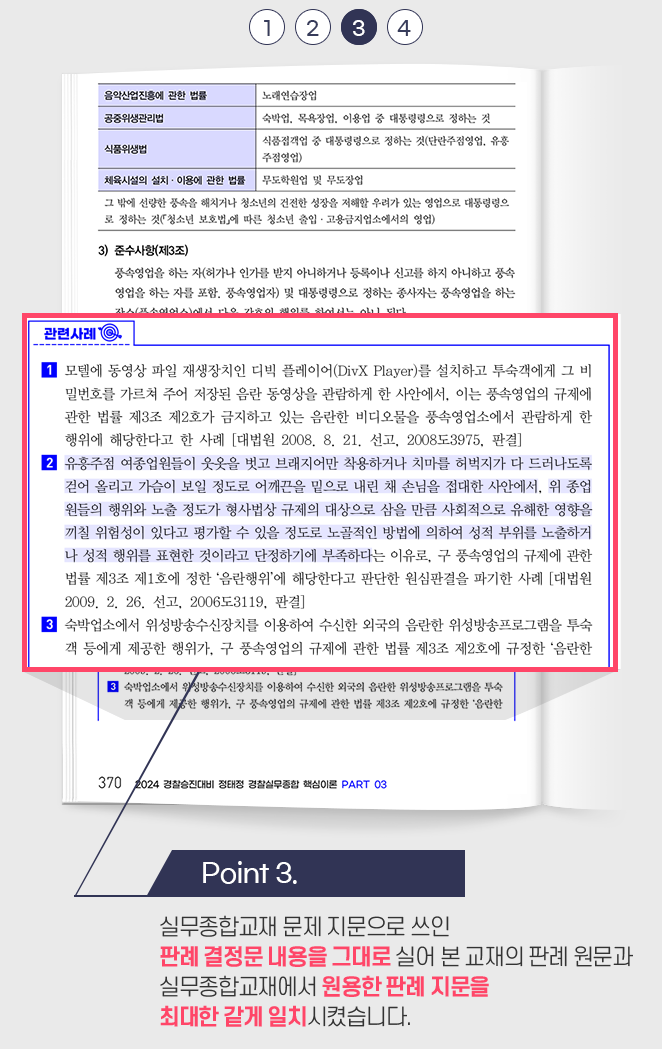 1 2 3 4
음악산업진흥에 관한 법률 노래연습장업
공중위생관리법 숙박업, 목욕장업, 이용업 중 대통령령으로 정하는 것
식품위생법 식품접객업 중 대통령령으로 정하는 것(단란주점영업, 유흥
주점영업)
체육시설의 설치·이용에 관한 법률 무도학원업 및 무도장업
그 밖에 선량한 풍속을 해치거나 청소년의 건전한 성장을 저해할 우려가 있는 영업으로 대통령령으
로 정하는 것(「청소년 보호법」에 따른 청소년 출입·고용금지업소에서의 영업)
3) 준수사항(제3조)
풍속영업을 하는 자(허가나 인가를 받지 아니하거나 등록이나 신고를 하지 아니하고 풍속
영업을 하는 자를 포함. 풍속영업자) 및 대통령령으로 정하는 종사자는 풍속영업을 하는
장소(풍속영업소)에서 다음 각호의 행위를 하여서는 아니 된다.
관련사례
1 모텔에 동영상 파일 재생장치인 디빅 플레이어(DivX Player)를 설치하고 투숙객에게 그 비
밀번호를 가르쳐 주어 저장된 음란 동영상을 관람하게 한 사안에서, 이는 풍속영업의 규제에
관한 법률 제3조 제2호가 금지하고 있는 음란한 비디오물을 풍속영업소에서 관람하게 한
행위에 해당한다고 한 사례 [대법원 2008. 8. 21. 선고, 2008도3975, 판결]
2 유흥주점 여종업원들이 웃옷을 벗고 브래지어만 착용하거나 치마를 허벅지가 다 드러나도록
걷어 올리고 가슴이 보일 정도로 어깨끈을 밑으로 내린 채 손님을 접대한 사안에서, 위 종업
원들의 행위와 노출 정도가 형사법상 규제의 대상으로 삼을 만큼 사회적으로 유해한 영향을
끼칠 위험성이 있다고 평가할 수 있을 정도로 노골적인 방법에 의하여 성적 부위를 노출하거
나 성적 행위를 표현한 것이라고 단정하기에 부족하다는 이유로, 구 풍속영업의 규제에 관한
법률 제3조 제1호에 정한 ‘음란행위’에 해당한다고 판단한 원심판결을 파기한 사례 [대법원
2009. 2. 26. 선고, 2006도3119, 판결]
3 숙박업소에서 위성방송수신장치를 이용하여 수신한 외국의 음란한 위성방송프로그램을 투숙
객 등에게 제공한 행위가, 구 풍속영업의 규제에 관한 법률 제3조 제2호에 규정한 ‘음란한
2009. 2. 26. 선고, 2006도3119, 판결]
3 숙박업소에서 위성방송수신장치를 이용하여 수신한 외국의 음란한 위성방송프로그램을 투숙
객 등에게 제공한 행위가, 구 풍속영업의 규제에 관한 법률 제3조 제2호에 규정한 ‘음란한
370 2024 경찰승진대비 정태정 경찰실무종합 핵심이론 PART 03
Point 3.
실무종합교재 문제 지문으로 쓰인
판례 결정문 내용을 그대로 실어 본 교재의 판례 원문과
실무종합교재에서 원용한 판례 지문을
최대한 같게 일치시켰습니다.